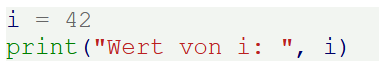 i = 42
print("Wert von i: ", i)